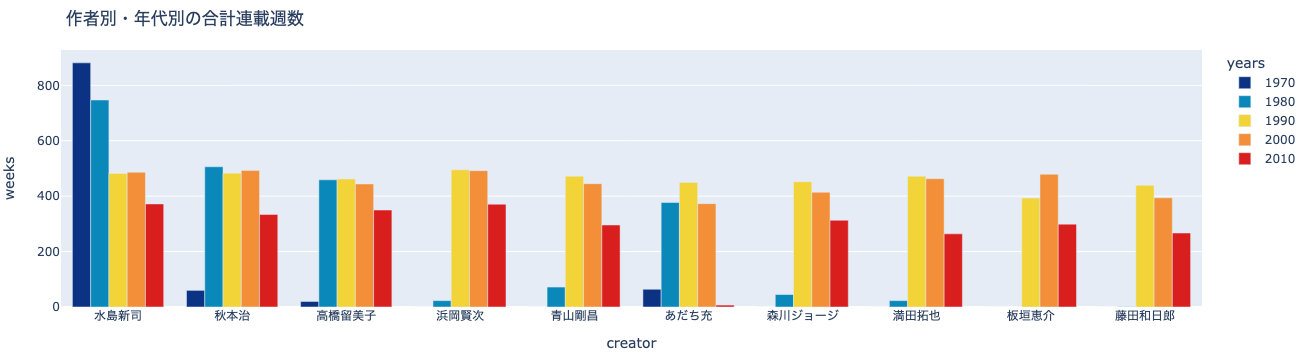 作者別・年代別の合計連載週数
weeks
800
600
400
200
0
水島新司 秋本治 高橋留美子 浜岡賢次 青山剛昌 あだち充 森川ジョージ 満田拓也 板垣恵介 藤田和日郎
creator
years
1970
1980
1990
2000
2010